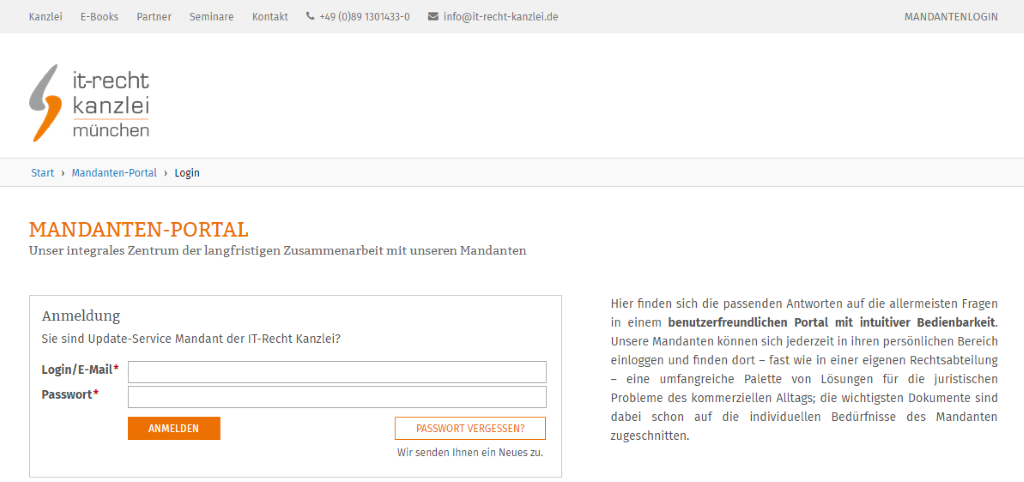 Kanzlei E-Books Partner Seminare Kontakt +49 (0)89 1301433-0 info@it-recht-kanzlei.de MANDANTENLOGIN
it-recht
kanzlei
münchen
Start › Mandanten-Portal › Login
MANDANTEN-PORTAL
Unser integrales Zentrum der langfristigen Zusammenarbeit mit unseren Mandanten
Anmeldung
Sie sind Update-Service Mandant der IT-Recht Kanzlei?
Login/E-Mail*
Passwort*
ANMELDEN PASSWORT VERGESSEN?
Wir senden Ihnen ein Neues zu.
Hier finden sich die passenden Antworten auf die allermeisten Fragen
in einem benutzerfreundlichen Portal mit intuitiver Bedienbarkeit.
Unsere Mandanten können sich jederzeit in ihren persönlichen Bereich
einloggen und finden dort – fast wie in einer eigenen Rechtsabteilung
– eine umfangreiche Palette von Lösungen für die juristischen
Probleme des kommerziellen Alltags; die wichtigsten Dokumente sind
dabei schon auf die individuellen Bedürfnisse des Mandanten
zugeschnitten.